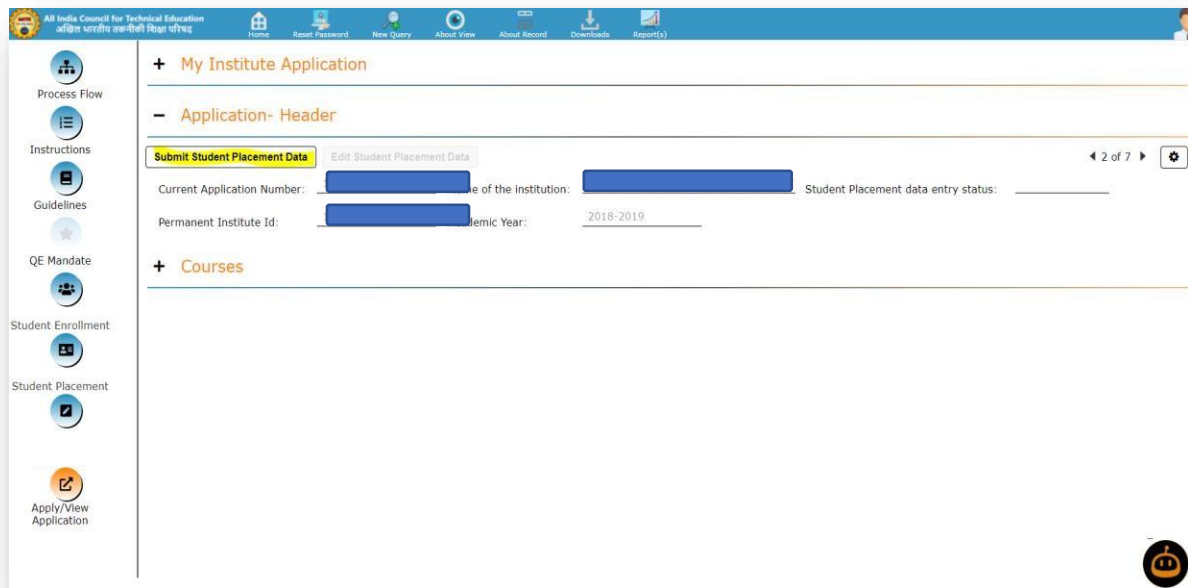 All India Council for Technical Education
अखिल भारतीय तकनीकी शिक्षा परिषद
Home Reset Password New Query About View About Record Downloads Report(s)
Process Flow
Instructions
Guidelines
QE Mandate
Student Enrollment
Student Placement
Apply/View
Application
+ My Institute Application
− Application- Header
Submit Student Placement Data Edit Student Placement Data 2 of 7
Current Application Number: of the institution: Student Placement data entry status:
Permanent Institute Id: Year: 2018-2019
+ Courses